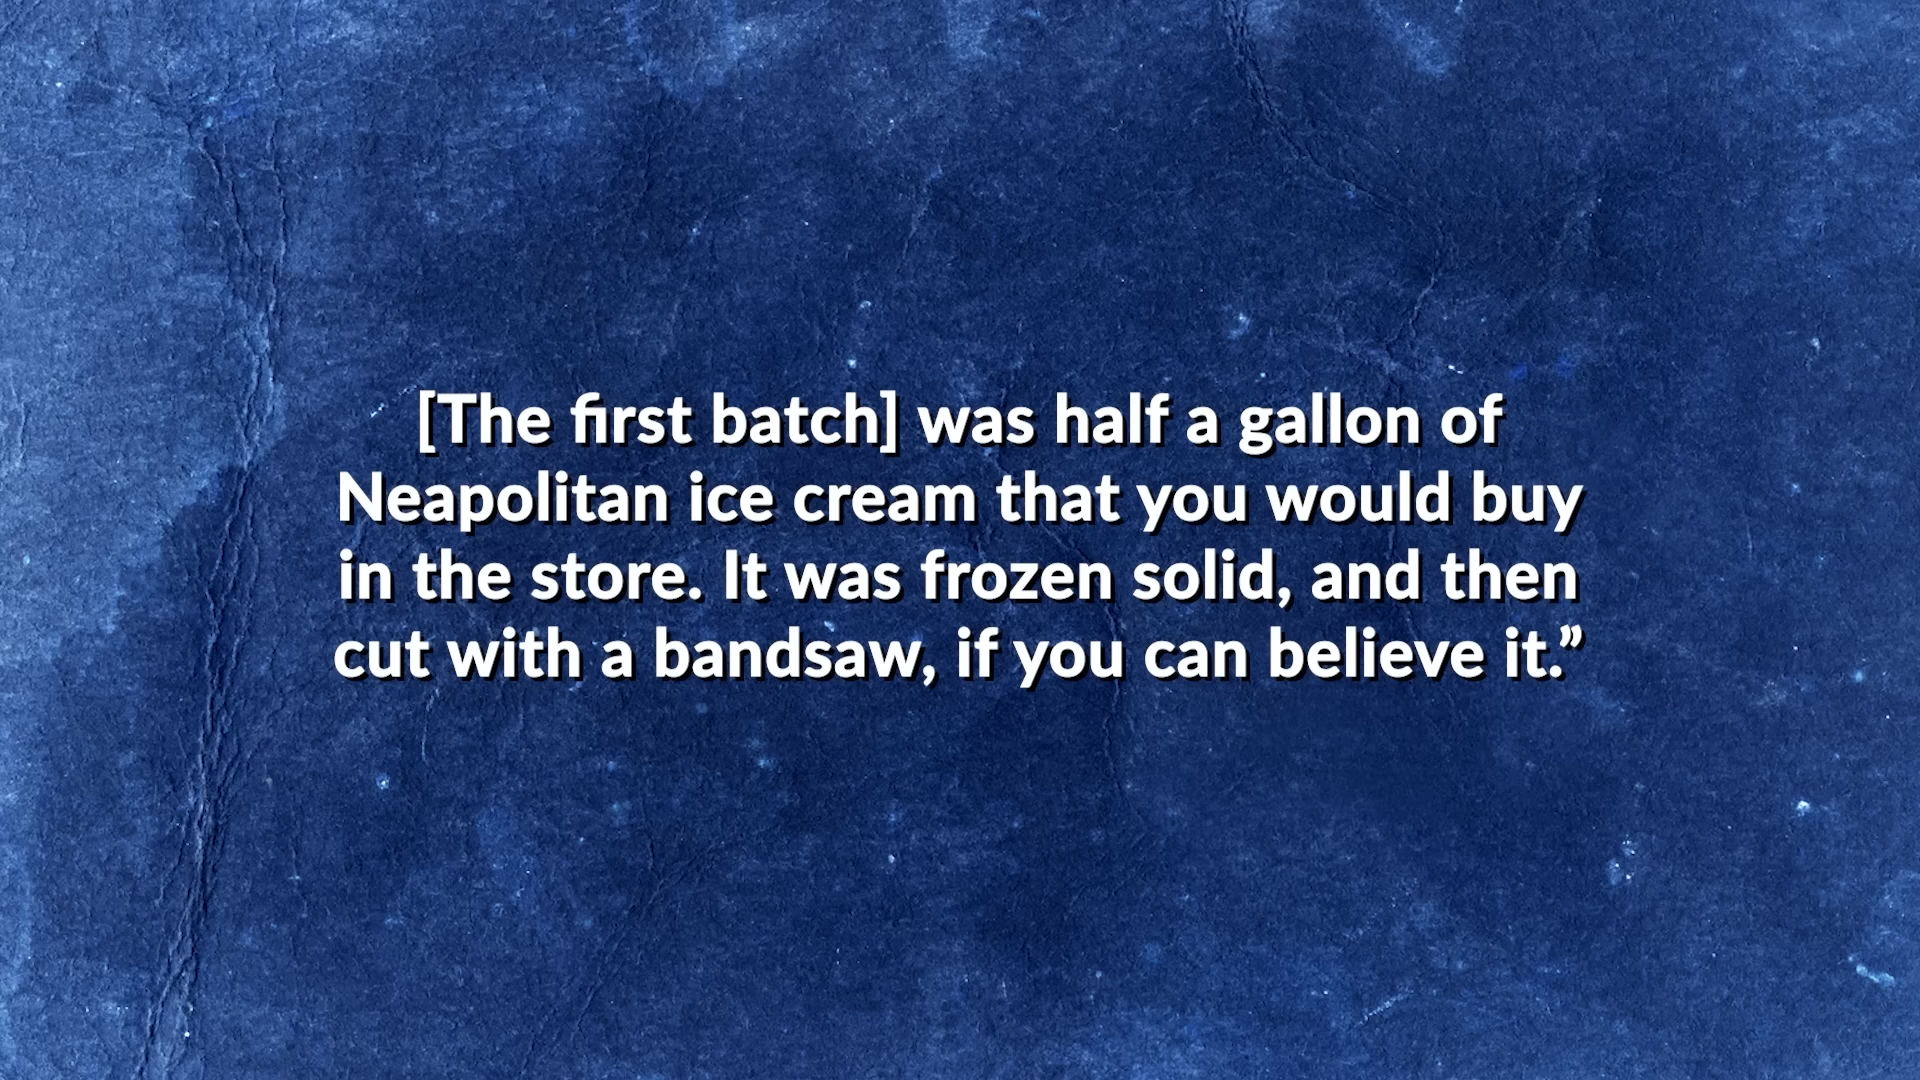 [The first batch] was half a gallon of
Neapolitan ice cream that you would buy
in the store. It was frozen solid, and then
cut with a bandsaw, if you can believe it.”